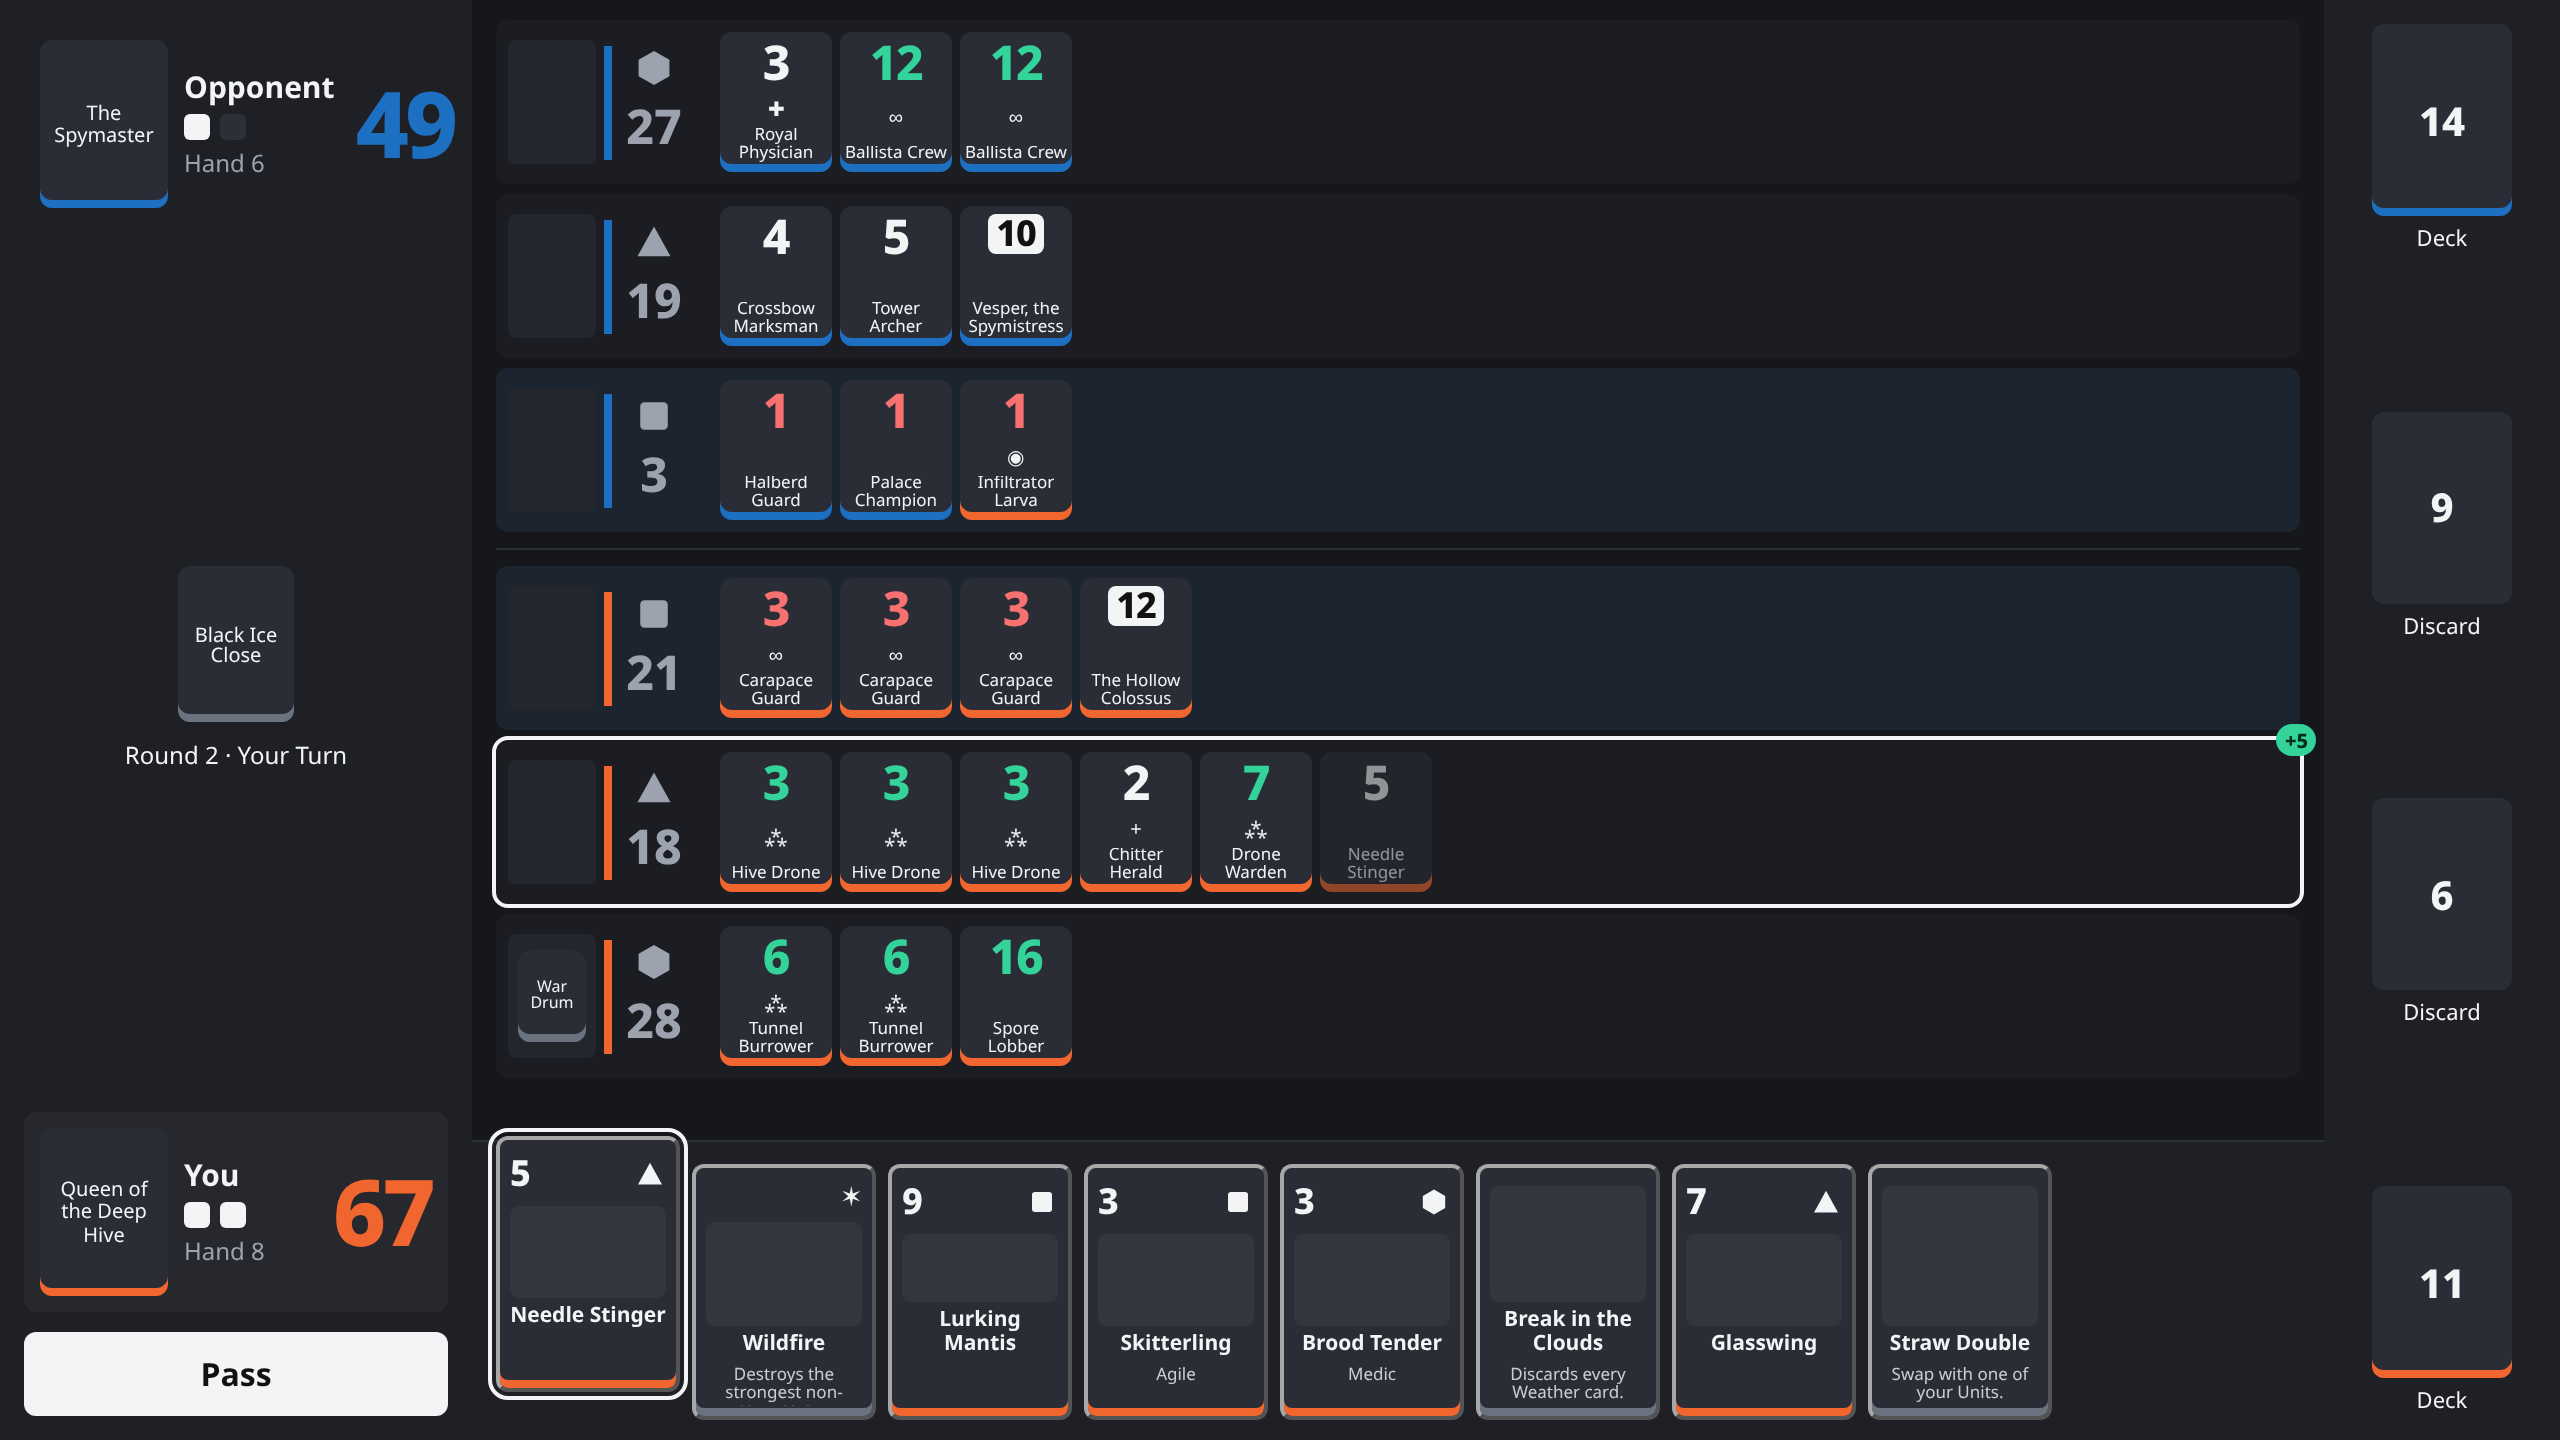 The
Spymaster
Opponent
Hand 6
49
27
3
+
Royal
Physician
12
∞
Ballista Crew
12
∞
Ballista Crew
14
Deck
19
4
Crossbow
Marksman
5
Tower
Archer
10
Vesper, the
Spymistress
3
1
Halberd
Guard
1
Palace
Champion
1
Infiltrator
Larva
9
Discard
Black Ice
Close
Round 2 · Your Turn
21
3
∞
Carapace
Guard
3
∞
Carapace
Guard
3
∞
Carapace
Guard
12
The Hollow
Colossus
+5
18
3
Hive Drone
3
Hive Drone
3
Hive Drone
2
+
Chitter
Herald
7
Drone
Warden
5
Needle
Stinger
6
Discard
War
Drum
28
6
Tunnel
Burrower
6
Tunnel
Burrower
16
Spore
Lobber
Queen of
the Deep
Hive
You
Hand 8
67
Pass
5
Needle Stinger
Wildfire
Destroys the
strongest non-
9
Lurking
Mantis
3
Skitterling
Agile
3
Brood Tender
Medic
Break in the
Clouds
Discards every
Weather card.
7
Glasswing
Straw Double
Swap with one of
your Units.
11
Deck